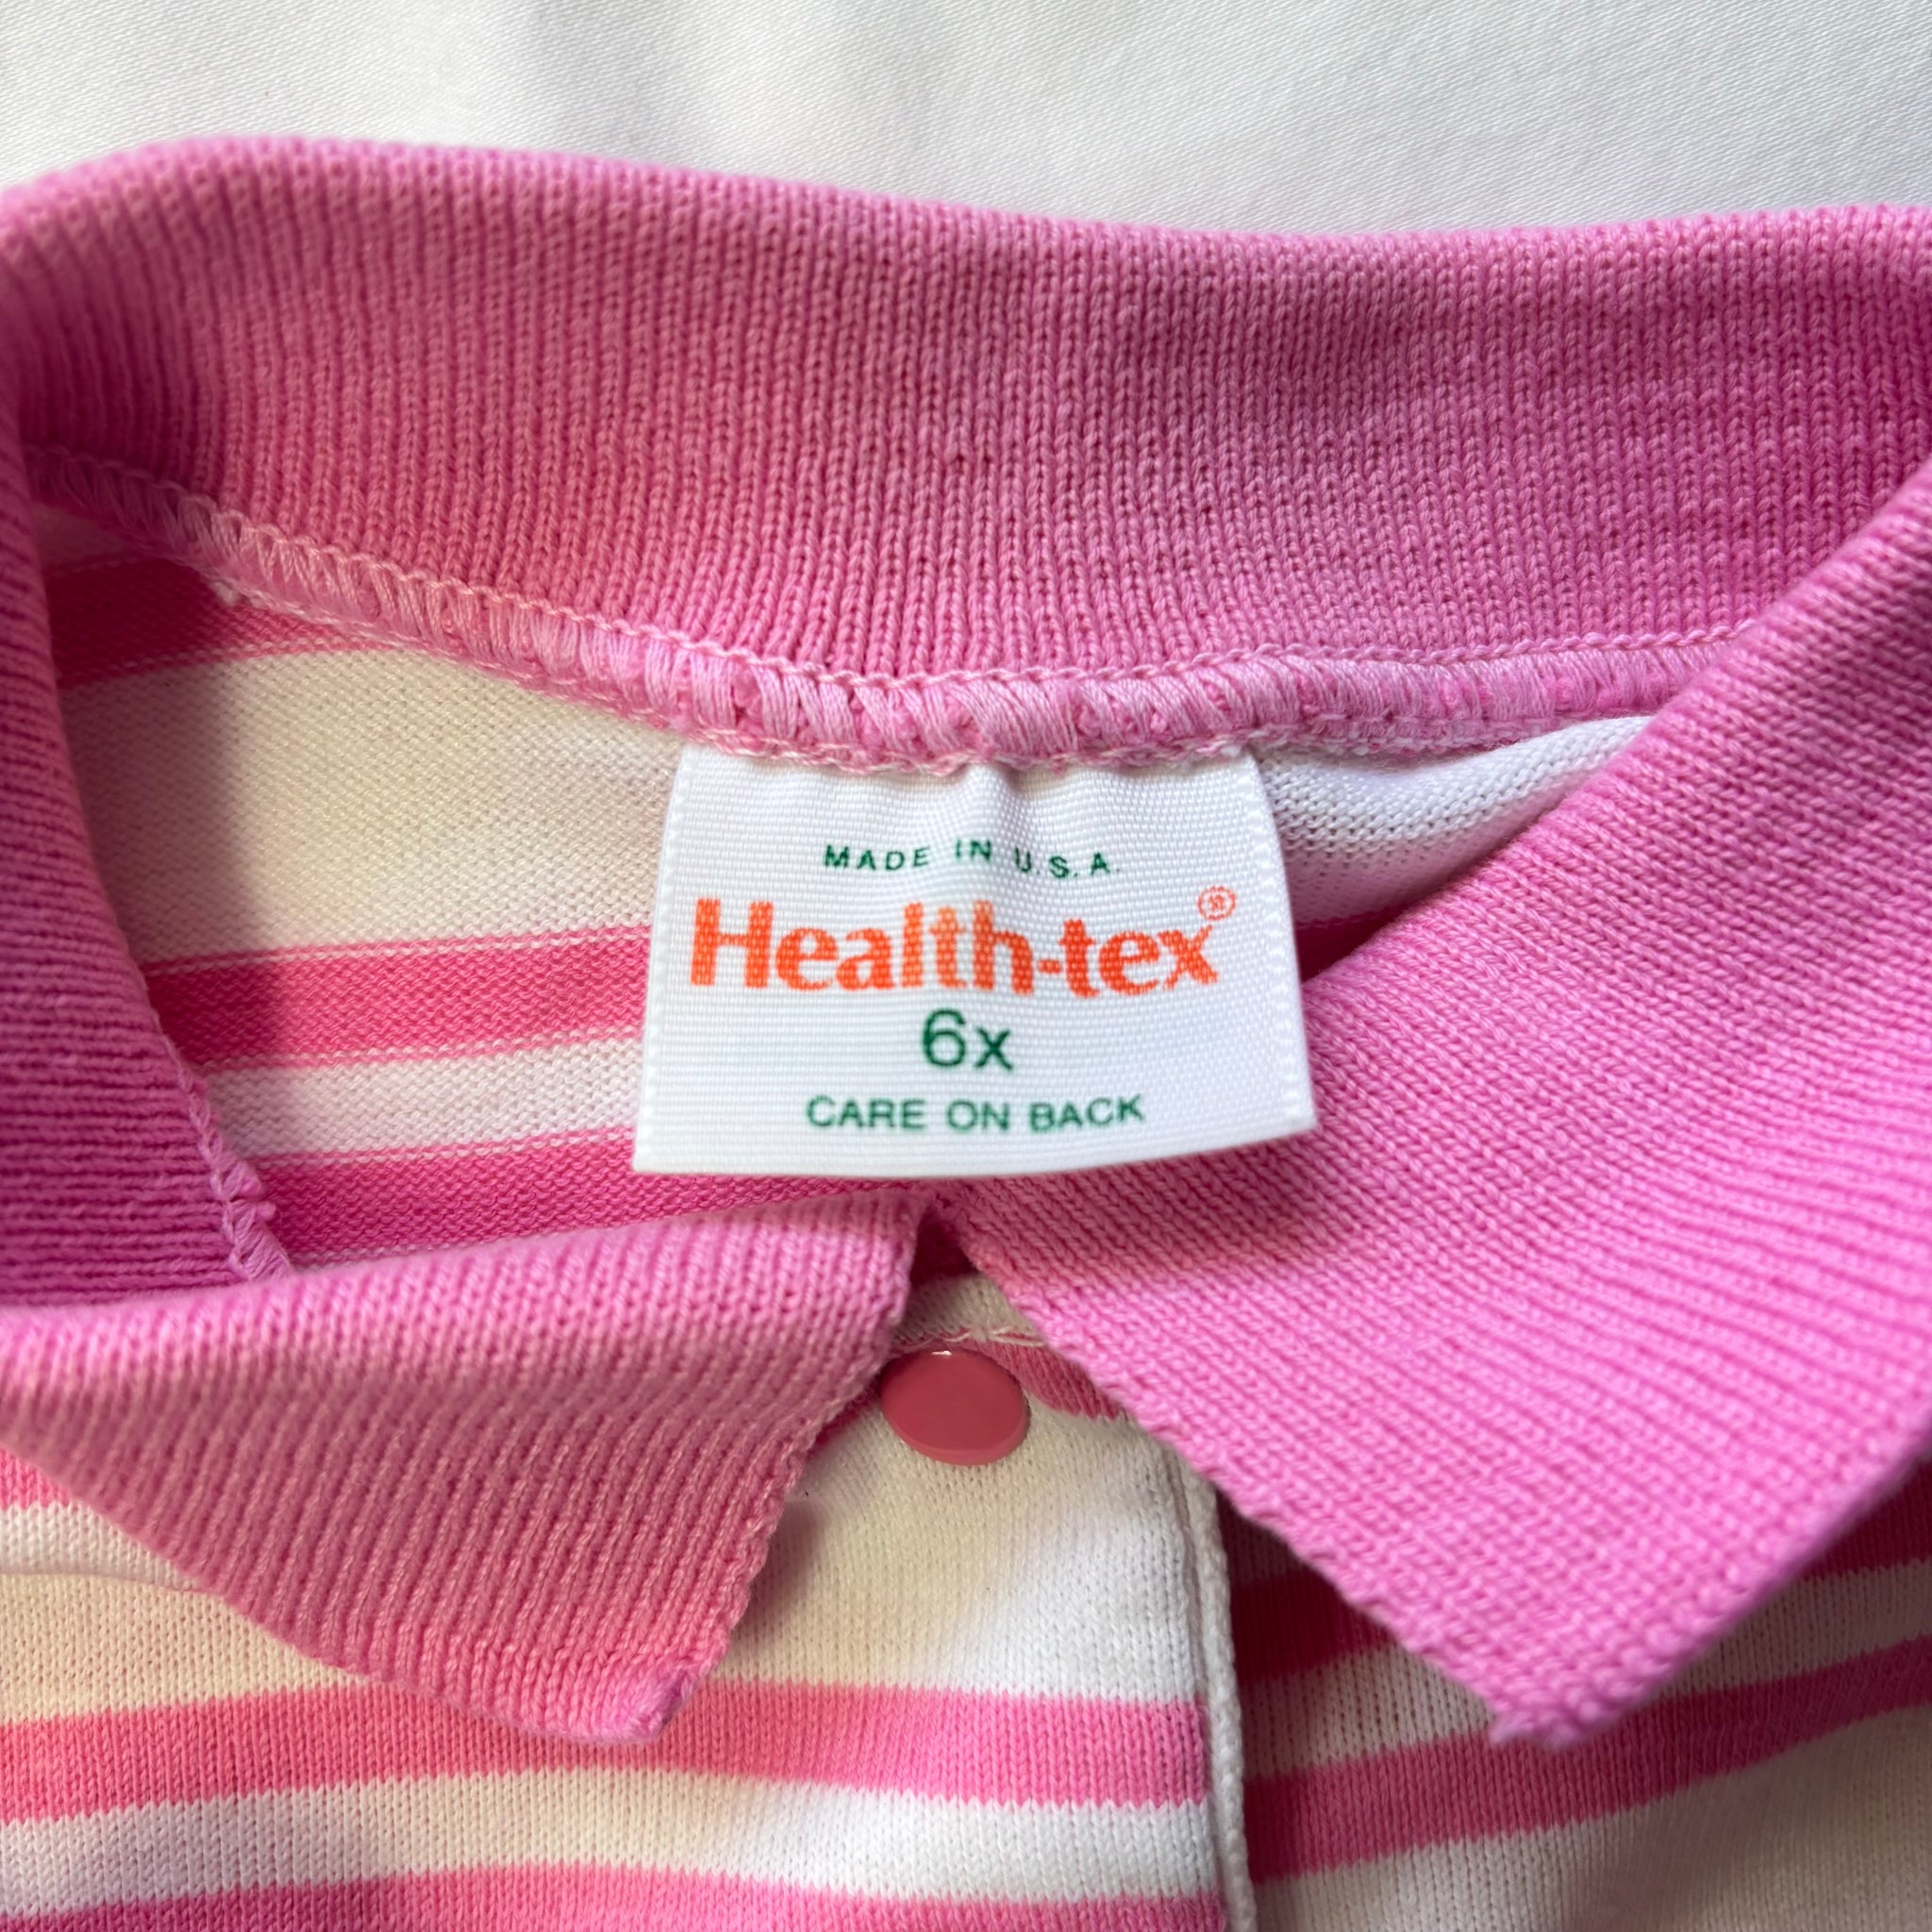 MADE IN U.S.A.
Health-tex®
6x
CARE ON BACK